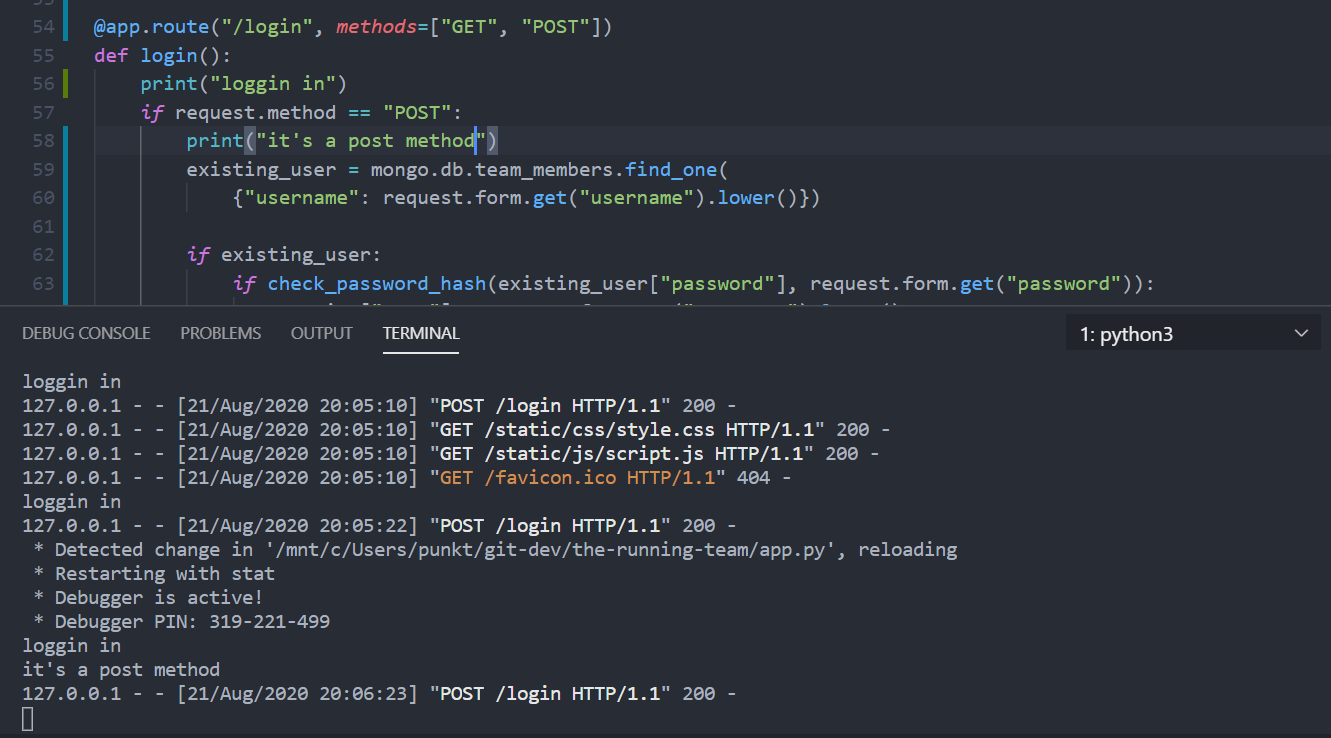 54 @app.route("/login", methods=["GET", "POST"])
55 def login():
56 print("loggin in")
57 if request.method == "POST":
58 print("it's a post method")
59 existing_user = mongo.db.team_members.find_one(
60 {"username": request.form.get("username").lower()})
61
62 if existing_user:
63 if check_password_hash(existing_user["password"], request.form.get("password")):
DEBUG CONSOLE PROBLEMS OUTPUT TERMINAL 1: python3
loggin in
127.0.0.1 - - [21/Aug/2020 20:05:10] "POST /login HTTP/1.1" 200 -
127.0.0.1 - - [21/Aug/2020 20:05:10] "GET /static/css/style.css HTTP/1.1" 200 -
127.0.0.1 - - [21/Aug/2020 20:05:10] "GET /static/js/script.js HTTP/1.1" 200 -
127.0.0.1 - - [21/Aug/2020 20:05:10] "GET /favicon.ico HTTP/1.1" 404 -
loggin in
127.0.0.1 - - [21/Aug/2020 20:05:22] "POST /login HTTP/1.1" 200 -
* Detected change in '/mnt/c/Users/punkt/git-dev/the-running-team/app.py', reloading
* Restarting with stat
* Debugger is active!
* Debugger PIN: 319-221-499
loggin in
it's a post method
127.0.0.1 - - [21/Aug/2020 20:06:23] "POST /login HTTP/1.1" 200 -